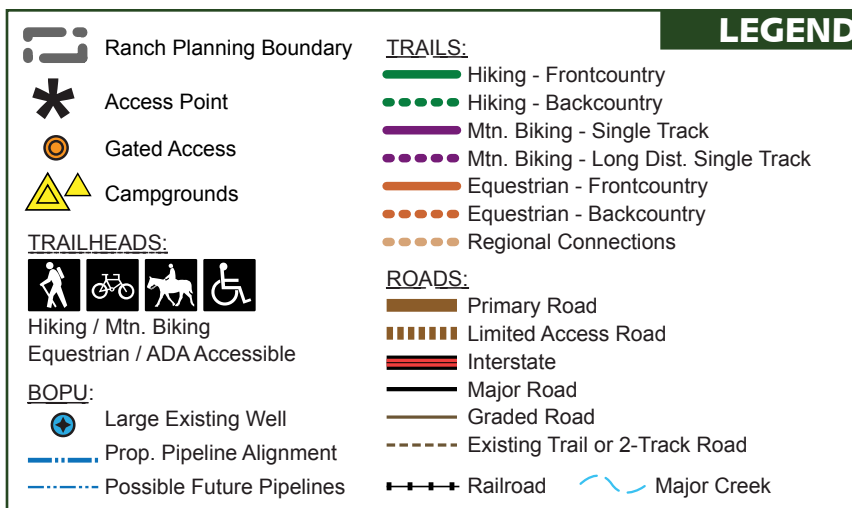 LEGEND
Ranch Planning Boundary
Access Point
Gated Access
Campgrounds
TRAILHEADS:
Hiking / Mtn. Biking
Equestrian / ADA Accessible
BOPU:
Large Existing Well
Prop. Pipeline Alignment
Possible Future Pipelines
TRAILS:
Hiking - Frontcountry
Hiking - Backcountry
Mtn. Biking - Single Track
Mtn. Biking - Long Dist. Single Track
Equestrian - Frontcountry
Equestrian - Backcountry
Regional Connections
ROADS:
Primary Road
Limited Access Road
Interstate
Major Road
Graded Road
Existing Trail or 2-Track Road
Railroad
Major Creek